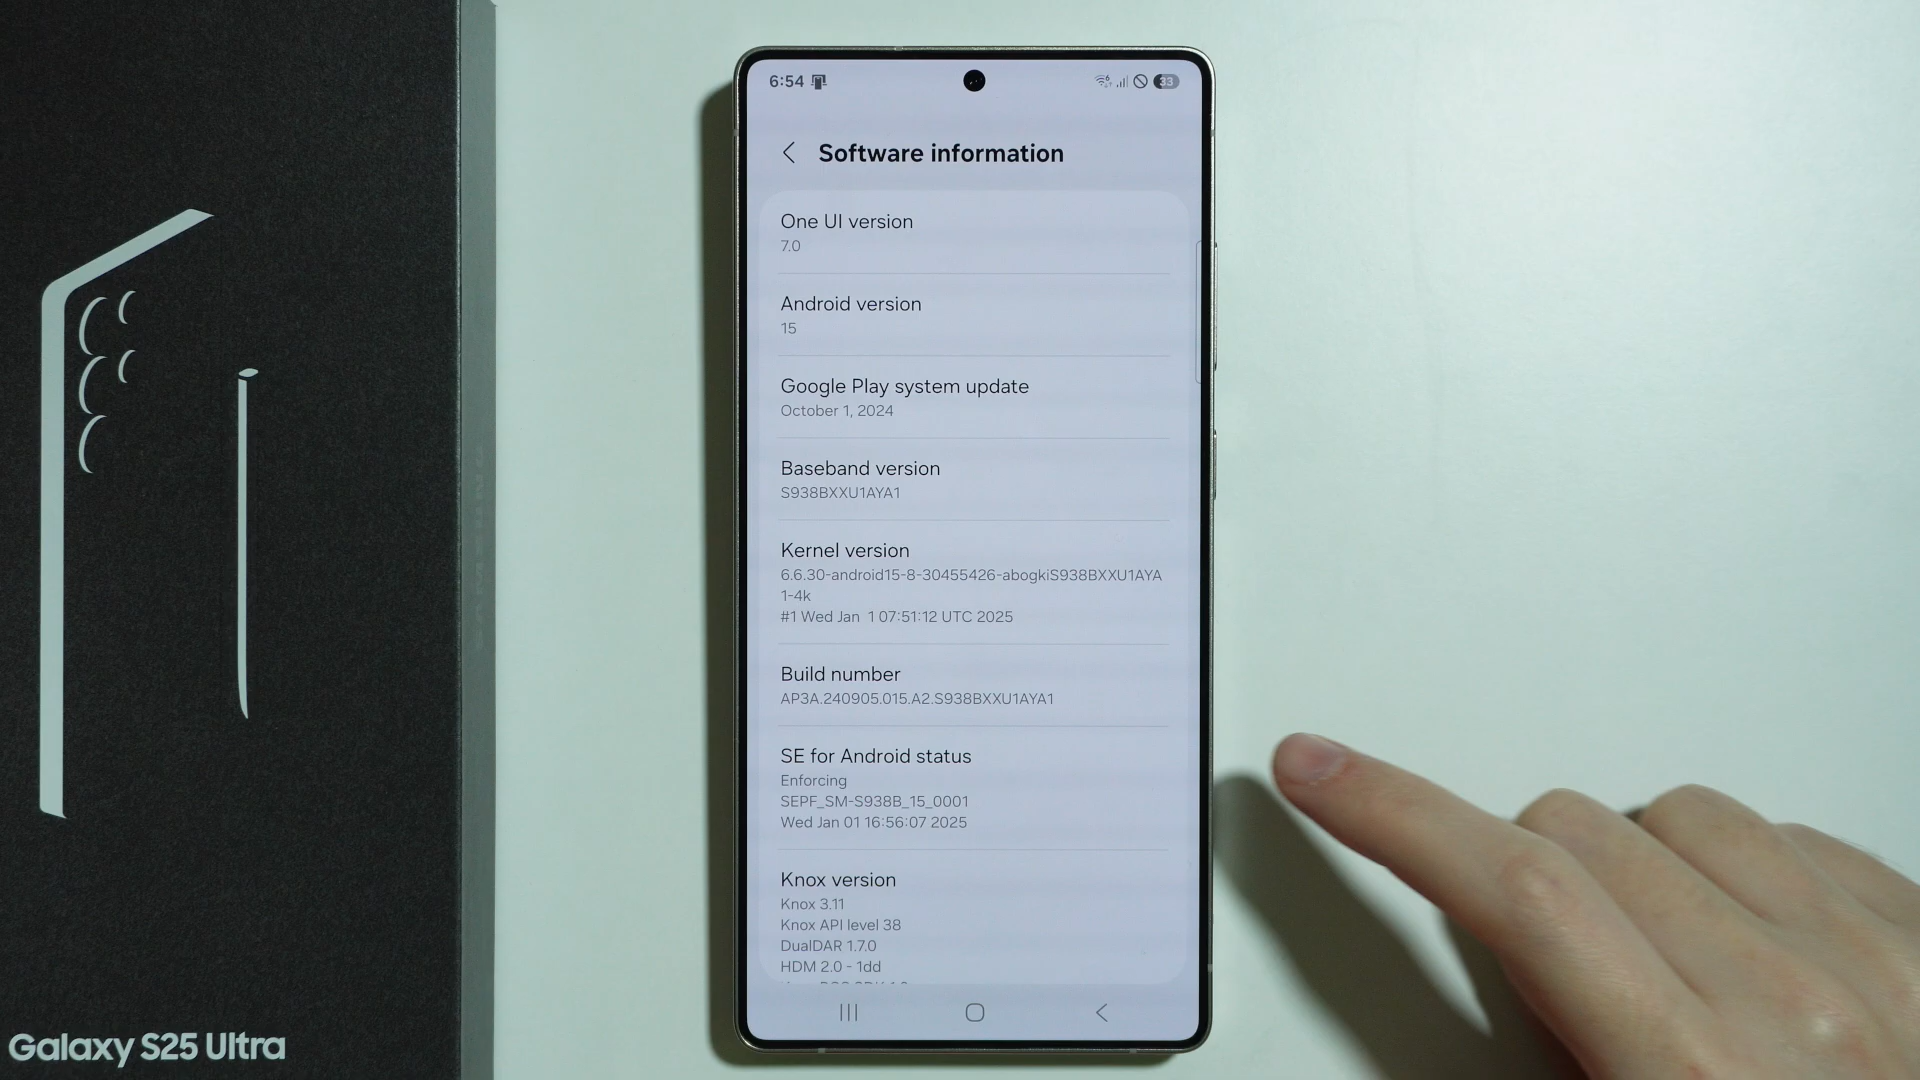 6:54
33
Software information
One UI version
7.0
Android version
15
Google Play system update
October 1, 2024
Baseband version
S938BXXU1AYA1
Kernel version
6.6.30-android15-8-30455426-abogkiS938BXXU1AYA
1-4k
#1 Wed Jan  1 07:51:12 UTC 2025
Build number
AP3A.240905.015.A2.S938BXXU1AYA1
SE for Android status
Enforcing
SEPF_SM-S938B_15_0001
Wed Jan 01 16:56:07 2025
Knox version
Knox 3.11
Knox API level 38
DualDAR 1.7.0
HDM 2.0 - 1dd
Galaxy S25 Ultra